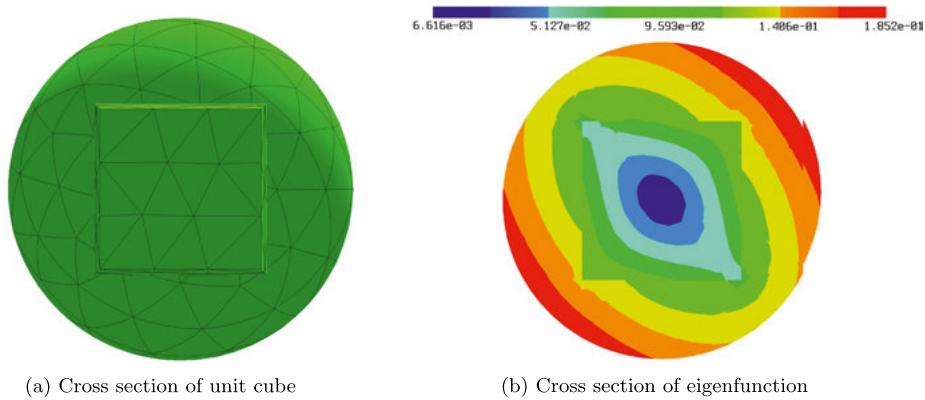 6.616e-03 5.127e-02 9.593e-02 1.406e-01 1.852e-01
(a) Cross section of unit cube
(b) Cross section of eigenfunction